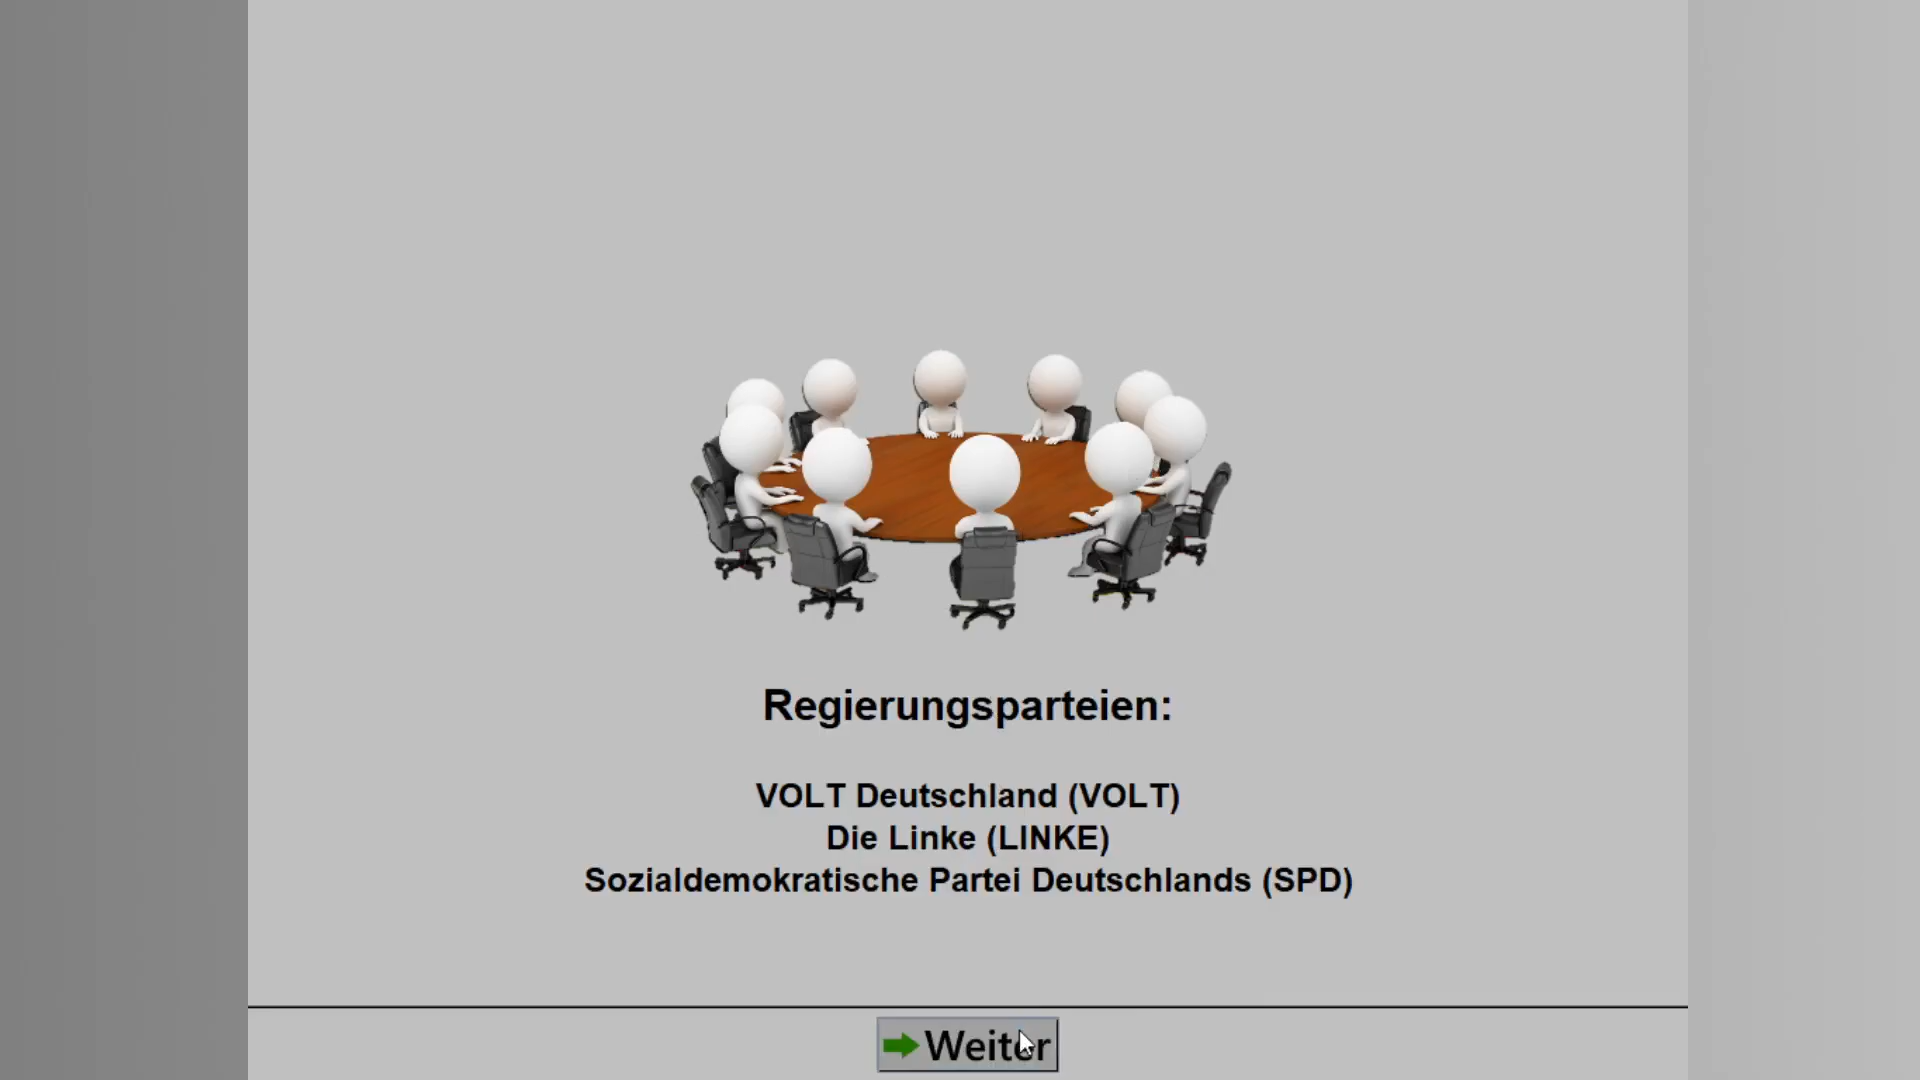 Regierungsparteien:
VOLT Deutschland (VOLT)
Die Linke (LINKE)
Sozialdemokratische Partei Deutschlands (SPD)
Weiter